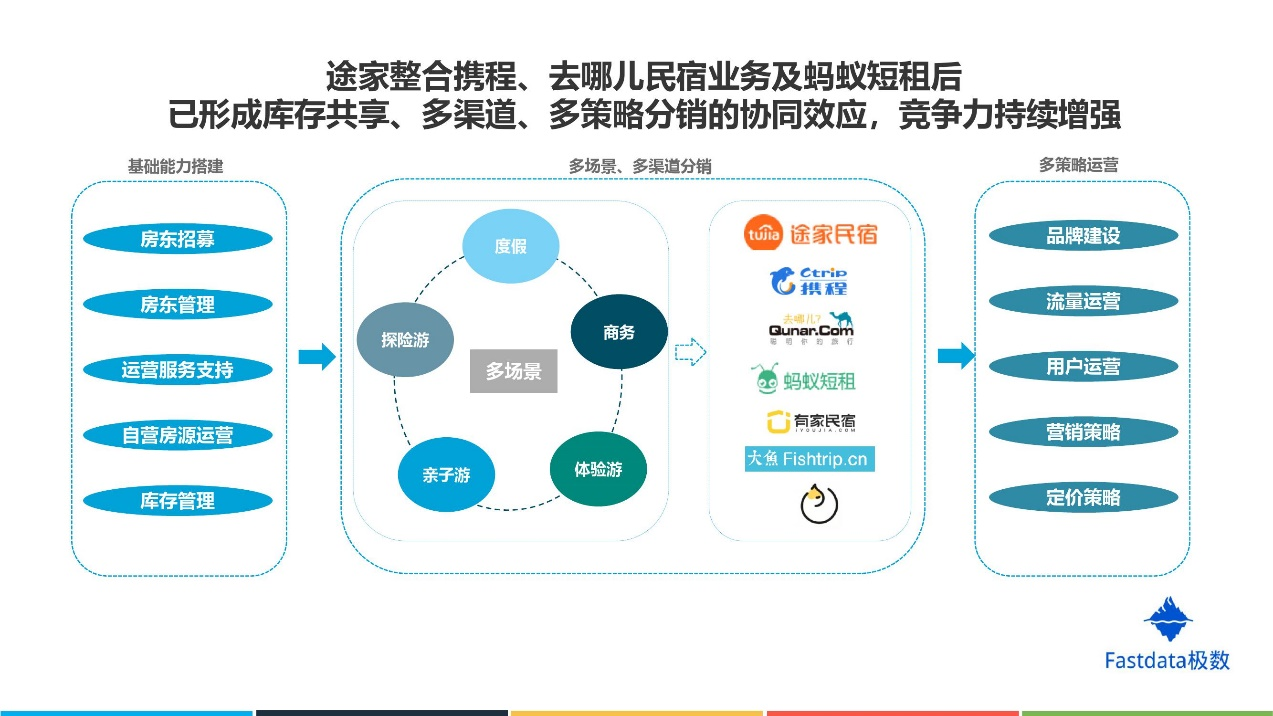 途家整合携程、去哪儿民宿业务及蚂蚁短租后
已形成库存共享、多渠道、多策略分销的协同效应，竞争力持续增强
基础能力搭建
房东招募
房东管理
运营服务支持
自营房源运营
库存管理
多场景、多渠道分销
度假
探险游
商务
多场景
亲子游
体验游
tujia 途家民宿
Ctrip
携程
去哪儿?
Qunar.Com
聪明你的旅行
蚂蚁短租
有家民宿
IYOUJIA.COM
大鱼 Fishtrip.cn
多策略运营
品牌建设
流量运营
用户运营
营销策略
定价策略
Fastdata极数